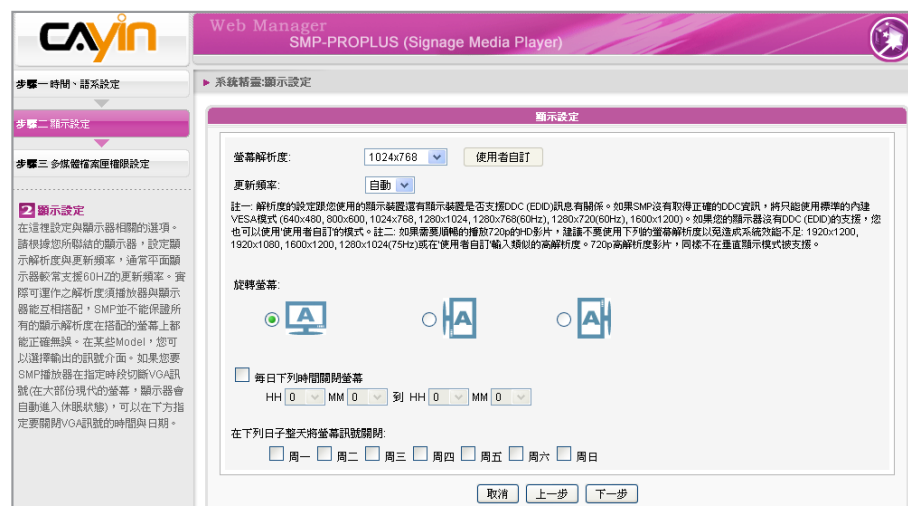 CAYIN
Web Manager
SMP-PROPLUS (Signage Media Player)
步驟一 時間、語系設定
步驟二 顯示設定
步驟三 多媒體檔案匣權限設定
2 顯示設定
在這裡設定與顯示器相關的選項。
請根據您所聯結的顯示器，設定顯
示解析度與更新頻率，通常平面顯
示器較常支援60HZ的更新頻率。實
際可運作之解析度須播放器與顯示
器能互相搭配，SMP並不能保證所
有的顯示解析度在搭配的螢幕上都
能正確無誤。在某些Model，您可
以選擇輸出的訊號介面。如果您要
SMP播放器在指定時段切斷VGA訊
號(在大部份現代的螢幕，顯示器會
自動進入休眠狀態)，可以在下方指
定要關閉VGA訊號的時間與日期。
系統精靈:顯示設定
顯示設定
螢幕解析度: 1024x768 使用者自訂
更新頻率: 自動
註一: 解析度的設定跟您使用的顯示裝置還有顯示裝置是否支援DDC (EDID)訊息有關係。如果SMP沒有取得正確的DDC資訊，將只能使用標準的內建
VESA模式 (640x480, 800x600, 1024x768, 1280x1024, 1280x768(60Hz), 1280x720(60Hz), 1600x1200)。如果您的顯示器沒有DDC (EDID)的支援，您
也可以使用'使用者自訂'的模式。註二: 如果需要順暢的播放720p的HD影片，建議不要使用下列的螢幕解析度以免造成系統效能不足: 1920x1200,
1920x1080, 1600x1200, 1280x1024(75Hz)或在'使用者自訂'輸入類似的高解析度。720p高解析度影片，同樣不在垂直顯示模式被支援。
旋轉螢幕:
A A A
每日下列時間關閉螢幕
HH 0 MM 0 到 HH 0 MM 0
在下列日子整天將螢幕訊號關閉:
周一 周二 周三 周四 周五 周六 周日
取消 上一步 下一步